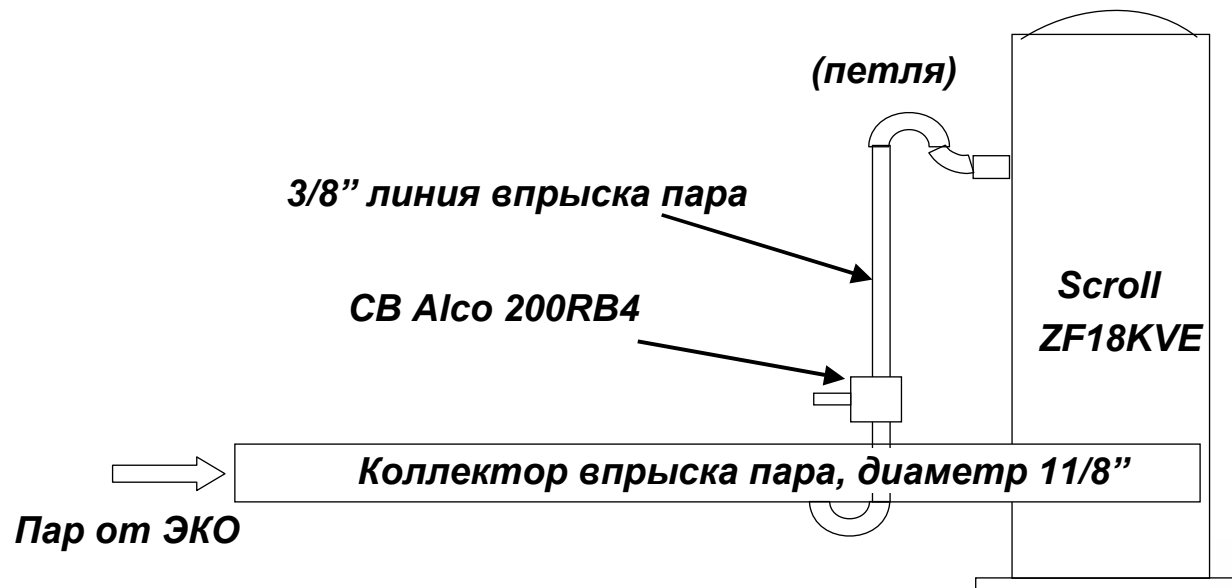 (петля)
3/8” линия впрыска пара
СВ Alco 200RB4
Scroll
ZF18KVE
Коллектор впрыска пара, диаметр 11/8”
Пар от ЭКО